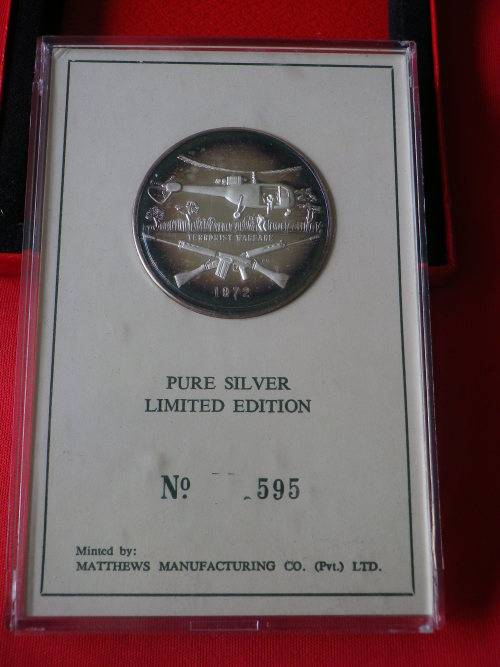 TERRORIST WARFARE
1972
PURE SILVER
LIMITED EDITION
Nº. 595
Minted by:
MATTHEWS MANUFACTURING CO. (Pvt.) LTD.